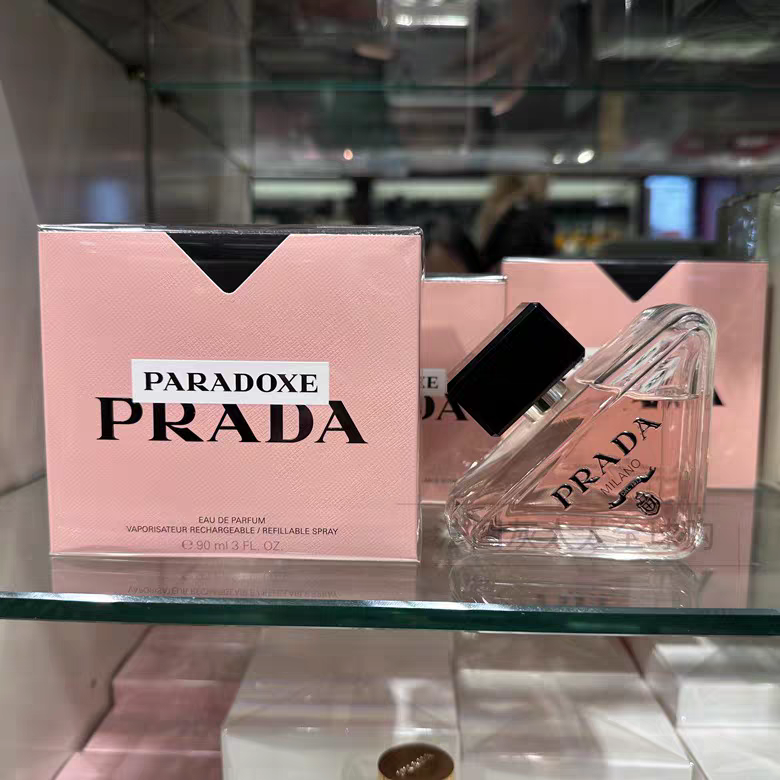 PARADOXE
PRADA
EAU DE PARFUM
VAPORISATEUR RECHARGEABLE / REFILLABLE SPRAY
℮ 90 ml 3 FL. OZ.
PRADA
MILANO